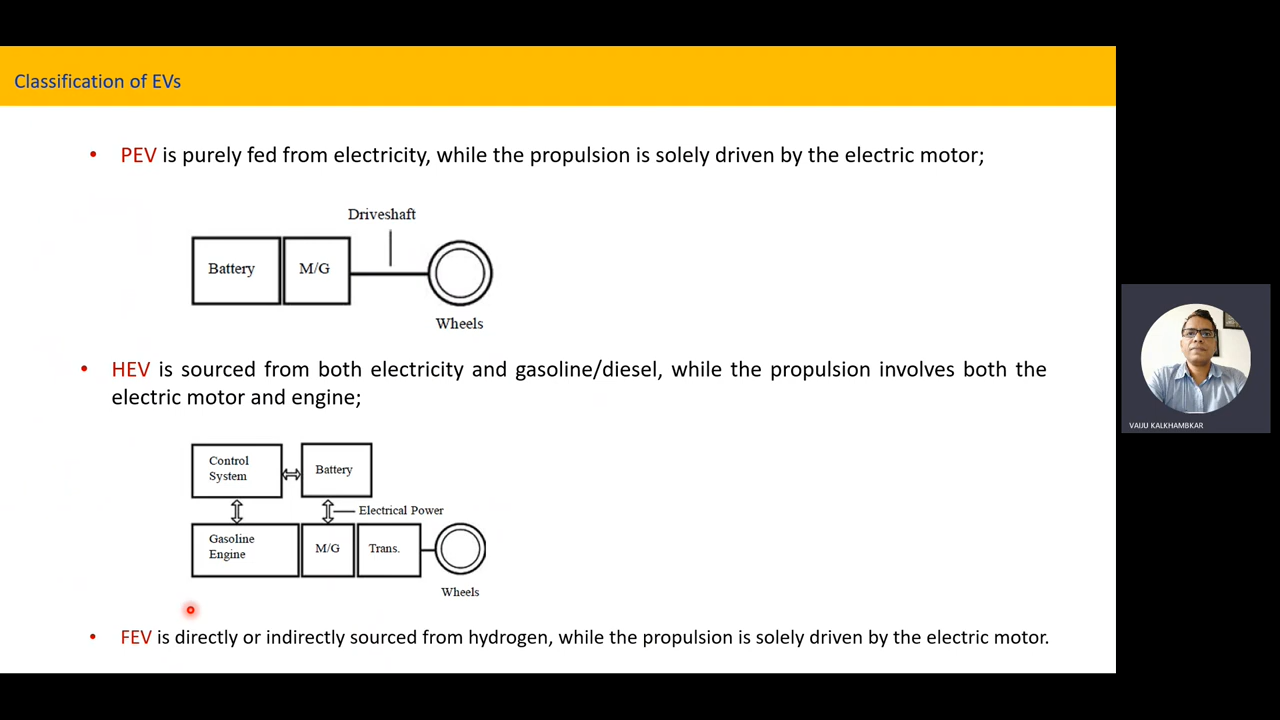 Classification of EVs
• PEV is purely fed from electricity, while the propulsion is solely driven by the electric motor;
Driveshaft
Battery
M/G
Wheels
• HEV is sourced from both electricity and gasoline/diesel, while the propulsion involves both the
electric motor and engine;
Control
System
Battery
Electrical Power
Gasoline
Engine
M/G
Trans.
Wheels
• FEV is directly or indirectly sourced from hydrogen, while the propulsion is solely driven by the electric motor.
VAIJU KALKHAMBKAR